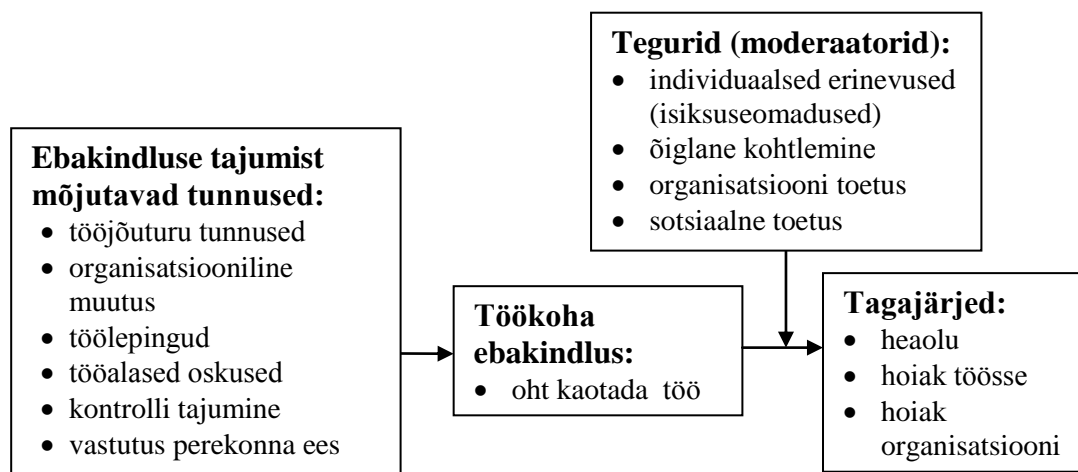 Tegurid (moderaatorid):
• individuaalsed erinevused
(isiksuseomadused)
• õiglane kohtlemine
• organisatsiooni toetus
• sotsiaalne toetus
Ebakindluse tajumist
mõjutavad tunnused:
• tööjõuturu tunnused
• organisatsiooniline
muutus
• töölepingud
• tööalased oskused
• kontrolli tajumine
• vastutus perekonna ees
Töökoha
ebakindlus:
• oht kaotada töö
Tagajärjed:
• heaolu
• hoiak töösse
• hoiak
organisatsiooni